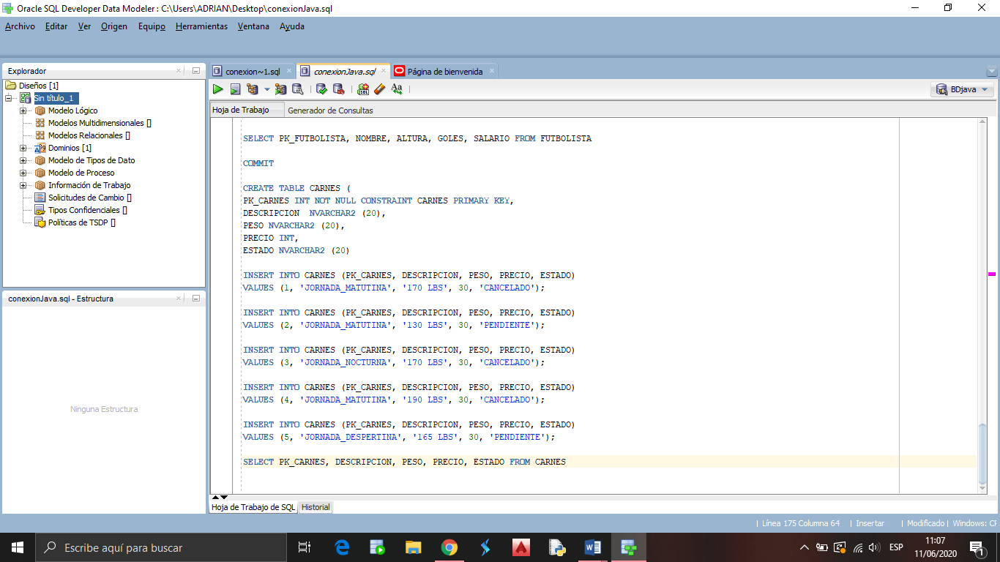 Oracle SQL Developer Data Modeler : C:\Users\ADRIAN\Desktop\conexionJava.sql
Archivo Editar Ver Origen Equipo Herramientas Ventana Ayuda
Explorador
Diseños [1]
Sin título_1
Modelo Lógico
Modelos Multidimensionales []
Modelos Relacionales []
Dominios [1]
Modelo de Tipos de Dato
Modelo de Proceso
Información de Trabajo
Solicitudes de Cambio []
Tipos Confidenciales []
Políticas de TSDP []
conexionJava.sql - Estructura
Ninguna Estructura
conexion~1.sql conexionJava.sql Página de bienvenida
BDjava
Hoja de Trabajo Generador de Consultas
SELECT PK_FUTBOLISTA, NOMBRE, ALTURA, GOLES, SALARIO FROM FUTBOLISTA
COMMIT
CREATE TABLE CARNES (
PK_CARNES INT NOT NULL CONSTRAINT CARNES PRIMARY KEY,
DESCRIPCION  NVARCHAR2 (20),
PESO NVARCHAR2 (20),
PRECIO INT,
ESTADO NVARCHAR2 (20)
INSERT INTO CARNES (PK_CARNES, DESCRIPCION, PESO, PRECIO, ESTADO)
VALUES (1, 'JORNADA_MATUTINA', '170 LBS', 30, 'CANCELADO');
INSERT INTO CARNES (PK_CARNES, DESCRIPCION, PESO, PRECIO, ESTADO)
VALUES (2, 'JORNADA_MATUTINA', '130 LBS', 30, 'PENDIENTE');
INSERT INTO CARNES (PK_CARNES, DESCRIPCION, PESO, PRECIO, ESTADO)
VALUES (3, 'JORNADA_NOCTURNA', '170 LBS', 30, 'CANCELADO');
INSERT INTO CARNES (PK_CARNES, DESCRIPCION, PESO, PRECIO, ESTADO)
VALUES (4, 'JORNADA_MATUTINA', '190 LBS', 30, 'CANCELADO');
INSERT INTO CARNES (PK_CARNES, DESCRIPCION, PESO, PRECIO, ESTADO)
VALUES (5, 'JORNADA_DESPERTINA', '165 LBS', 30, 'PENDIENTE');
SELECT PK_CARNES, DESCRIPCION, PESO, PRECIO, ESTADO FROM CARNES
Hoja de Trabajo de SQL Historial
Línea 175 Columna 64 | Insertar | Modificado | Windows: CF
Escribe aquí para buscar
ESP
11:07
11/06/2020
1